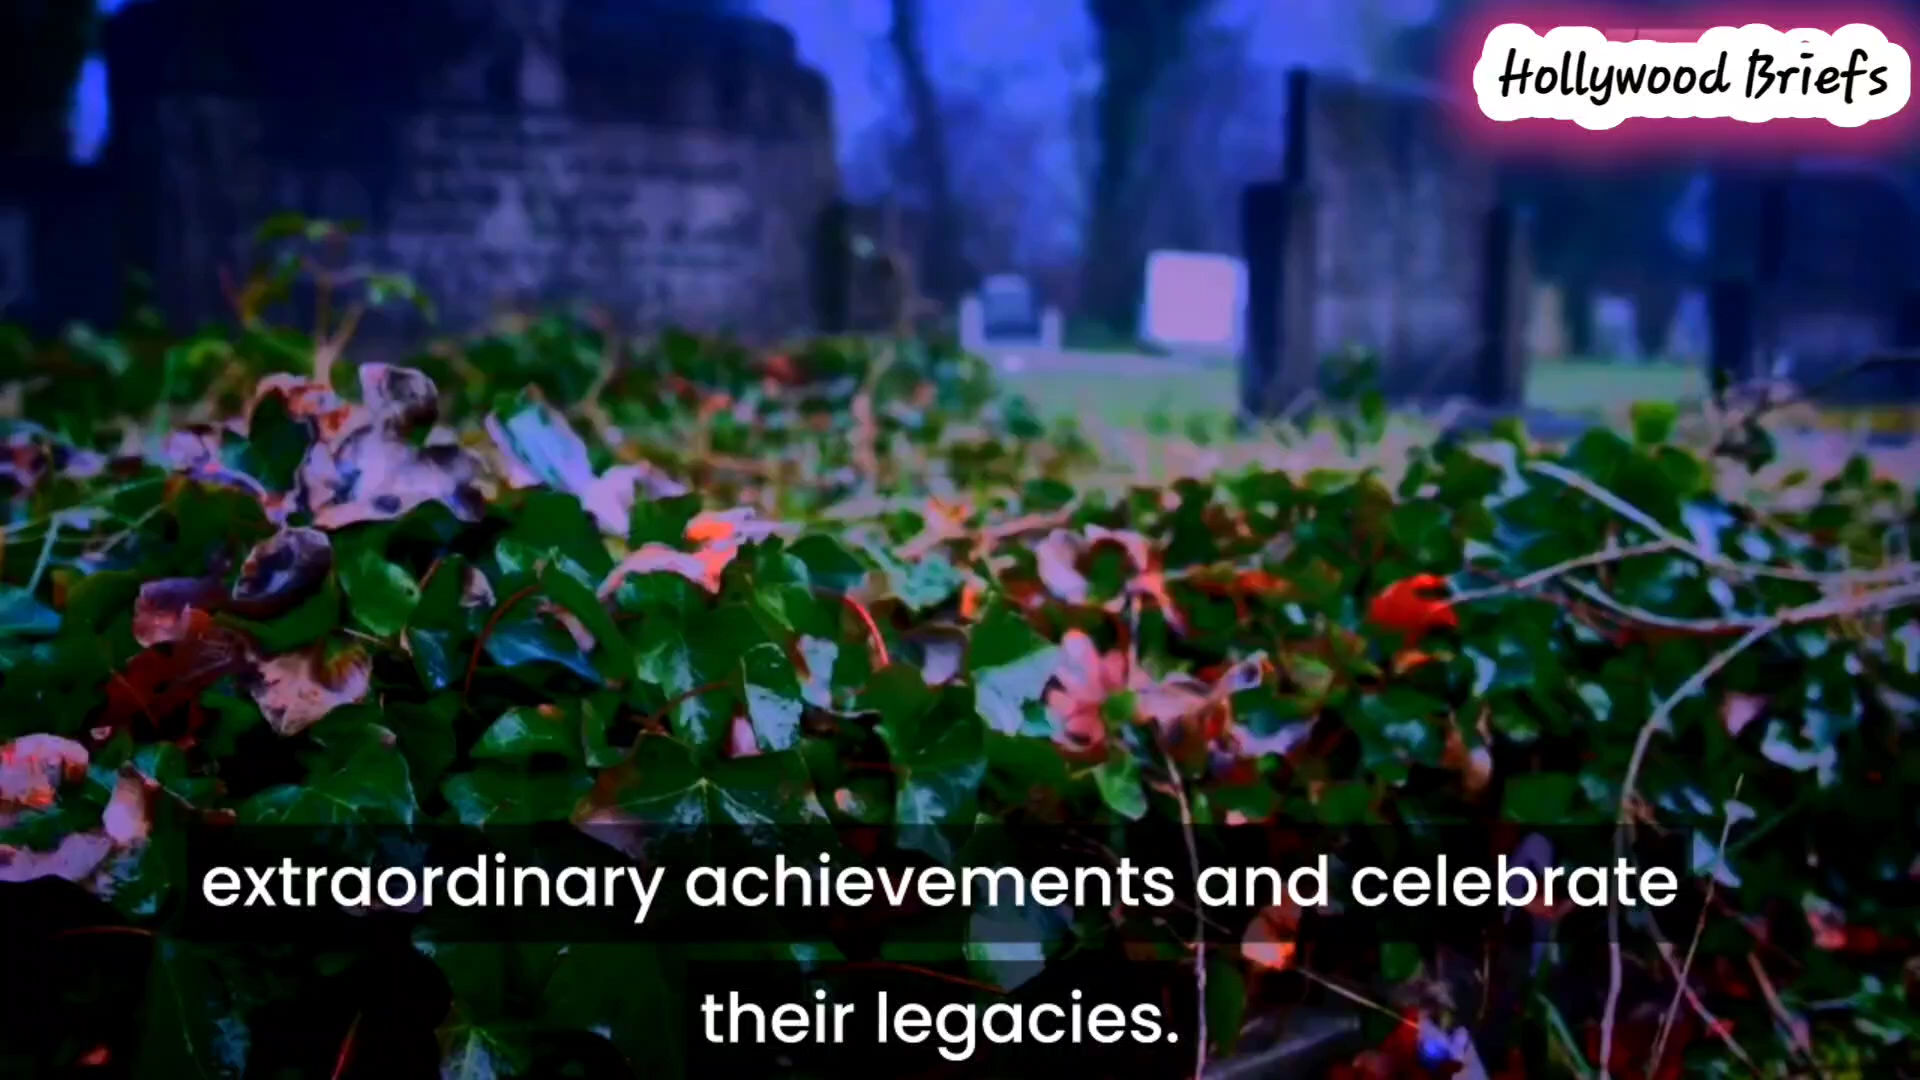 Hollywood Briefs
extraordinary achievements and celebrate
their legacies.